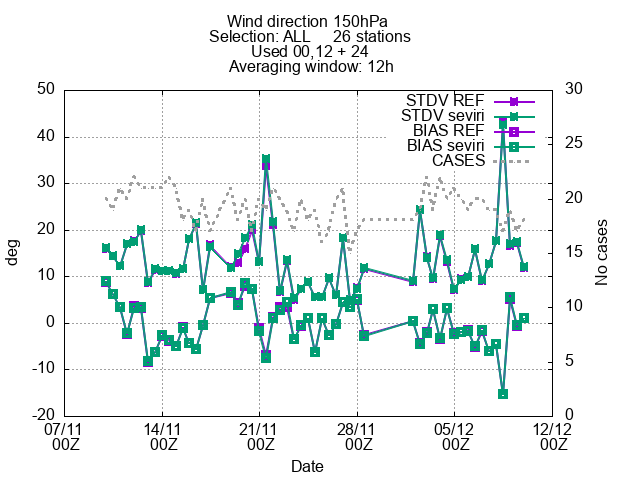 Wind direction 150hPa
Selection: ALL 26 stations
Used 00,12 + 24
Averaging window: 12h
50
40
30
20
10
0
-10
-20
deg
30
25
20
15
10
5
0
No cases
STDV REF
STDV seviri
BIAS REF
BIAS seviri
CASES
07/11 14/11 21/11 28/11 05/12 12/12
00Z 00Z 00Z 00Z 00Z 00Z
Date